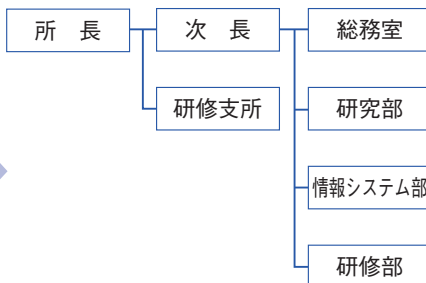 所　長
次　長
総務室
研修支所
研究部
情報システム部
研修部